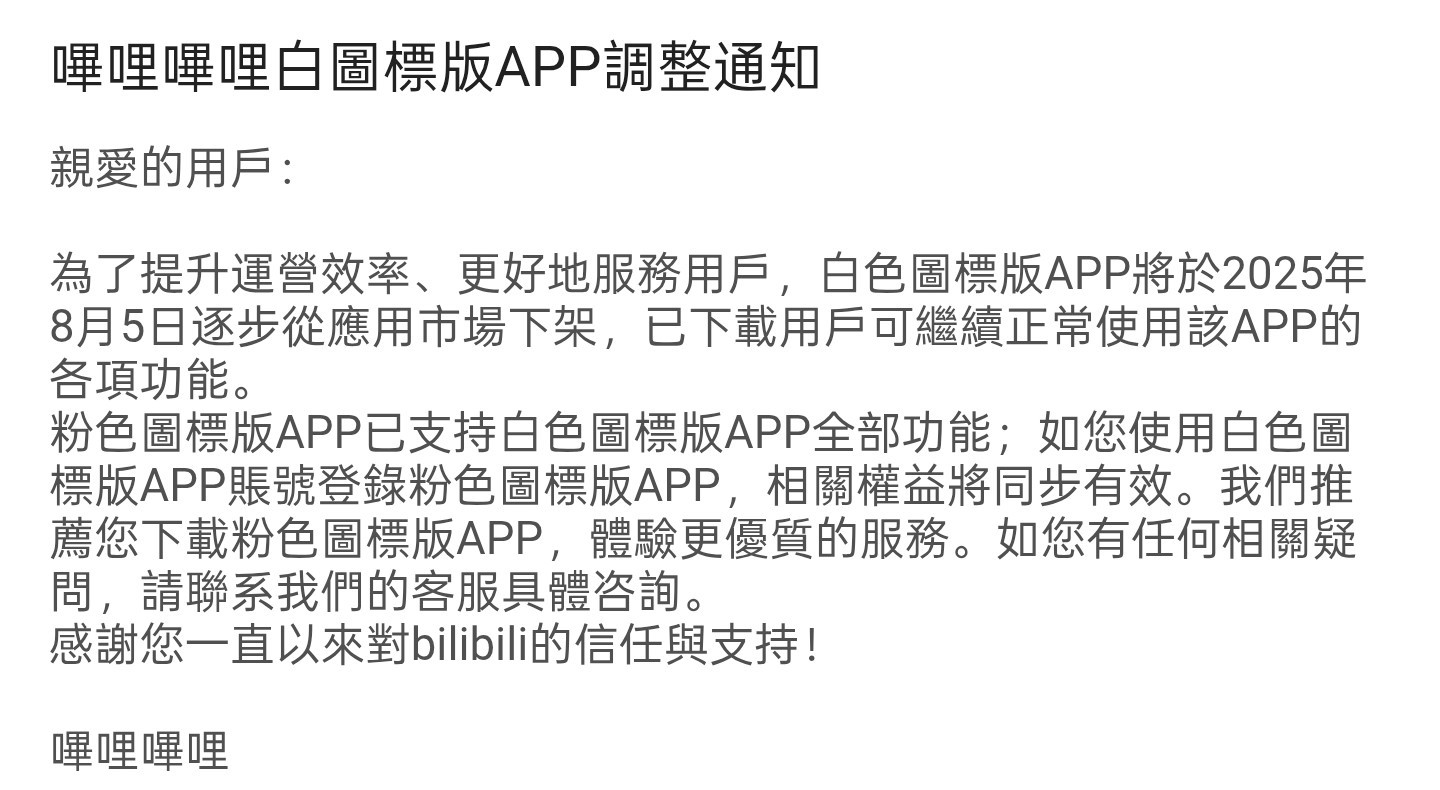 嗶哩嗶哩白圖標版APP調整通知
親愛的用戶：
為了提升運營效率、更好地服務用戶，白色圖標版APP將於2025年
8月5日逐步從應用市場下架，已下載用戶可繼續正常使用該APP的
各項功能。
粉色圖標版APP已支持白色圖標版APP全部功能；如您使用白色圖
標版APP賬號登錄粉色圖標版APP，相關權益將同步有效。我們推
薦您下載粉色圖標版APP，體驗更優質的服務。如您有任何相關疑
問，請聯系我們的客服具體咨詢。
感謝您一直以來對bilibili的信任與支持！
嗶哩嗶哩